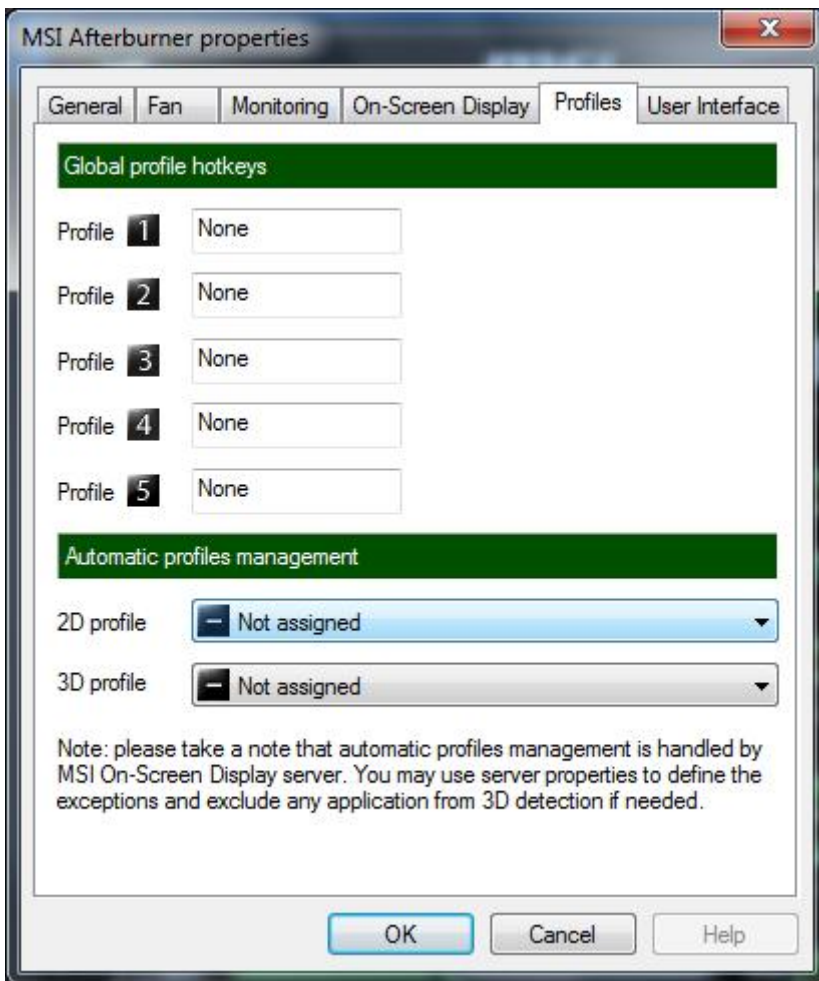 MSI Afterburner properties
General Fan Monitoring On-Screen Display Profiles User Interface
Global profile hotkeys
Profile 1 None
Profile 2 None
Profile 3 None
Profile 4 None
Profile 5 None
Automatic profiles management
2D profile Not assigned
3D profile Not assigned
Note: please take a note that automatic profiles management is handled by
MSI On-Screen Display server. You may use server properties to define the
exceptions and exclude any application from 3D detection if needed.
OK Cancel Help